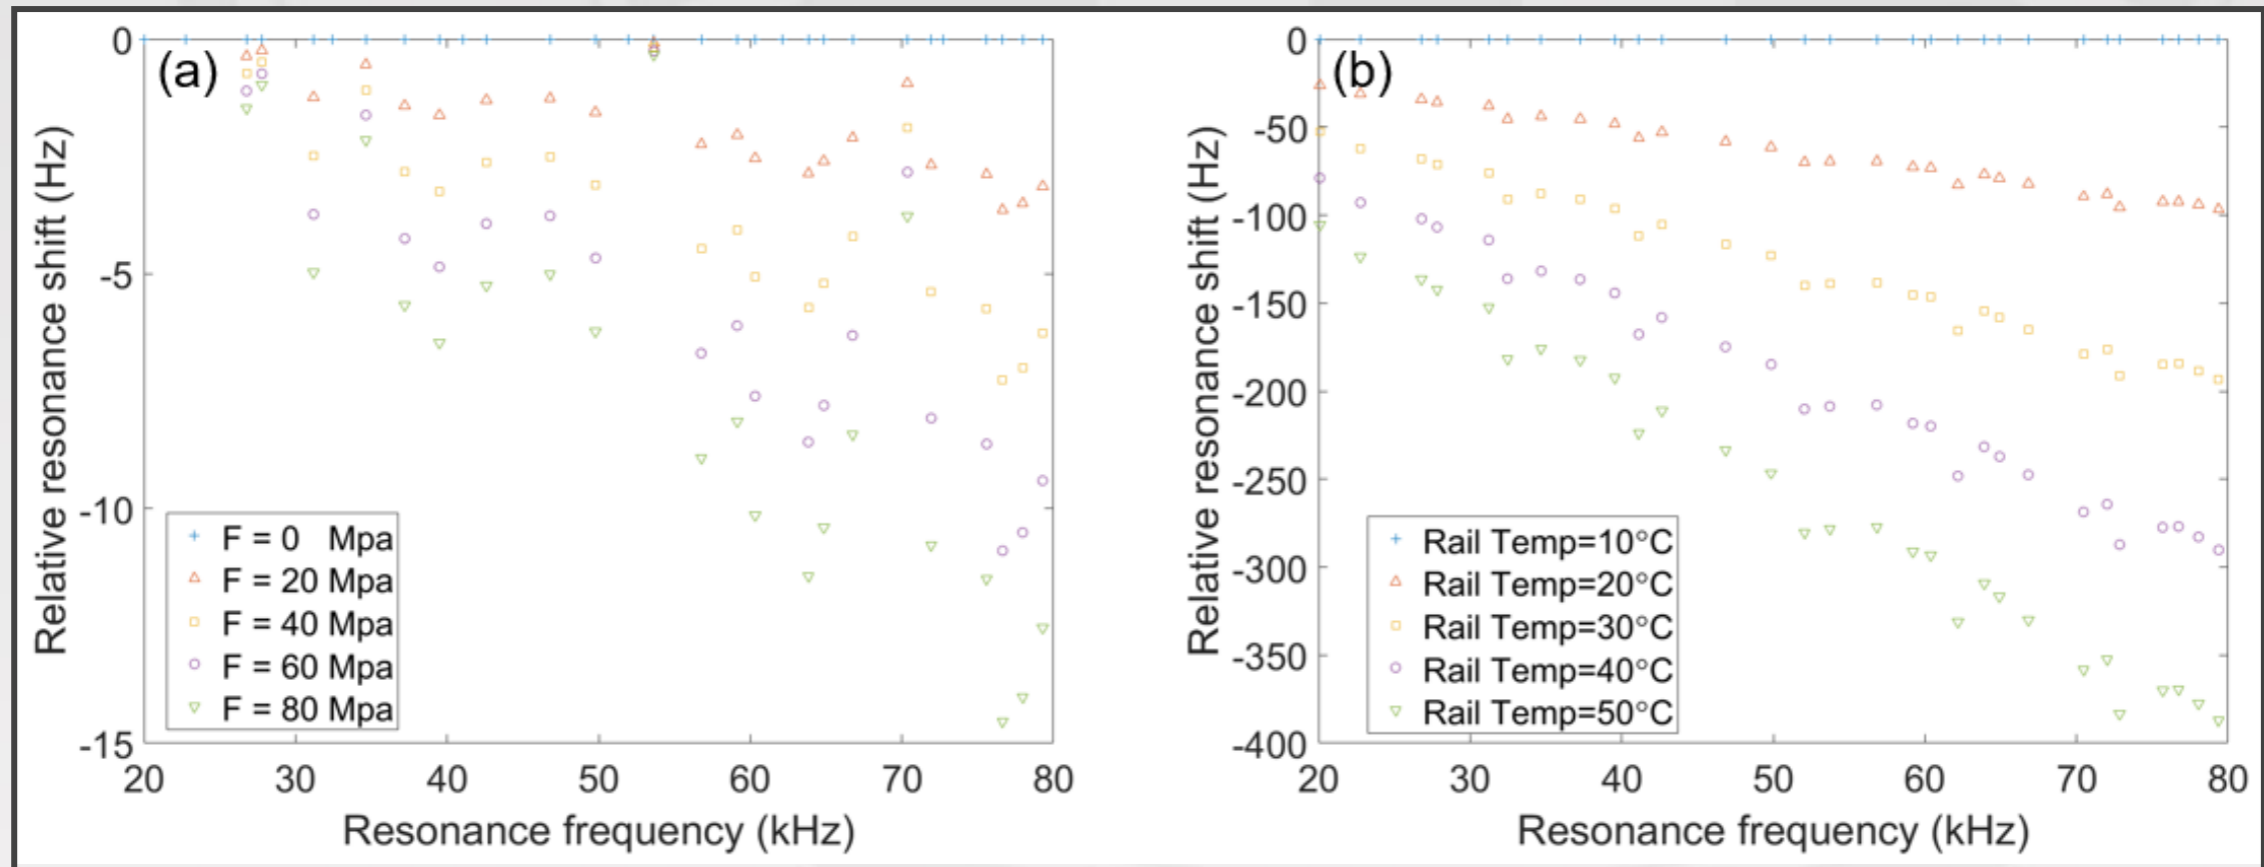 (a)
0
-5
-10
-15
Relative resonance shift (Hz)
F = 0 Mpa
F = 20 Mpa
F = 40 Mpa
F = 60 Mpa
F = 80 Mpa
20 30 40 50 60 70 80
Resonance frequency (kHz)
(b)
0
-50
-100
-150
-200
-250
-300
-350
-400
Relative resonance shift (Hz)
Rail Temp=10°C
Rail Temp=20°C
Rail Temp=30°C
Rail Temp=40°C
Rail Temp=50°C
20 30 40 50 60 70 80
Resonance frequency (kHz)